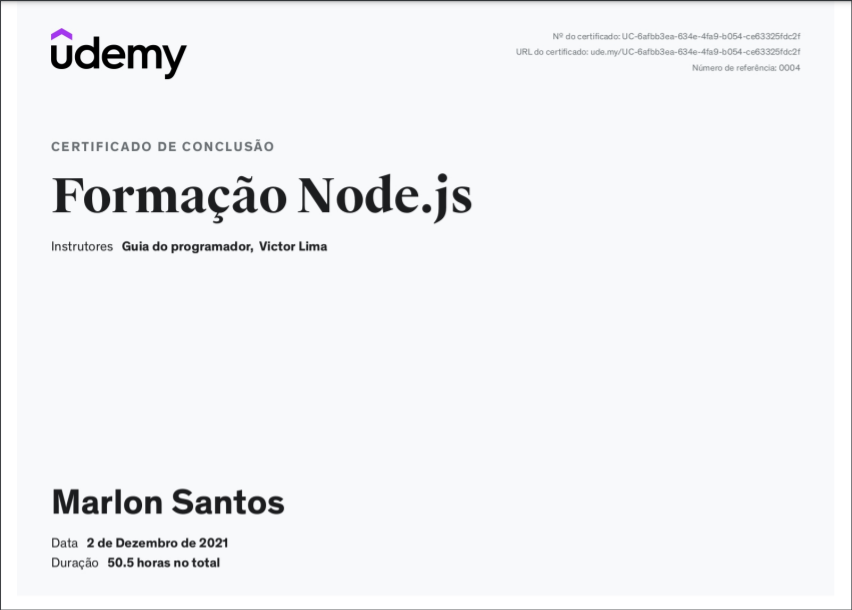 udemy
Nº do certificado: UC-6afbb3ea-634e-4fa9-b054-ce63325fdc2f
URL do certificado: ude.my/UC-6afbb3ea-634e-4fa9-b054-ce63325fdc2f
Número de referência: 0004
CERTIFICADO DE CONCLUSÃO
Formação Node.js
Instrutores Guia do programador, Victor Lima
Marlon Santos
Data 2 de Dezembro de 2021
Duração 50.5 horas no total